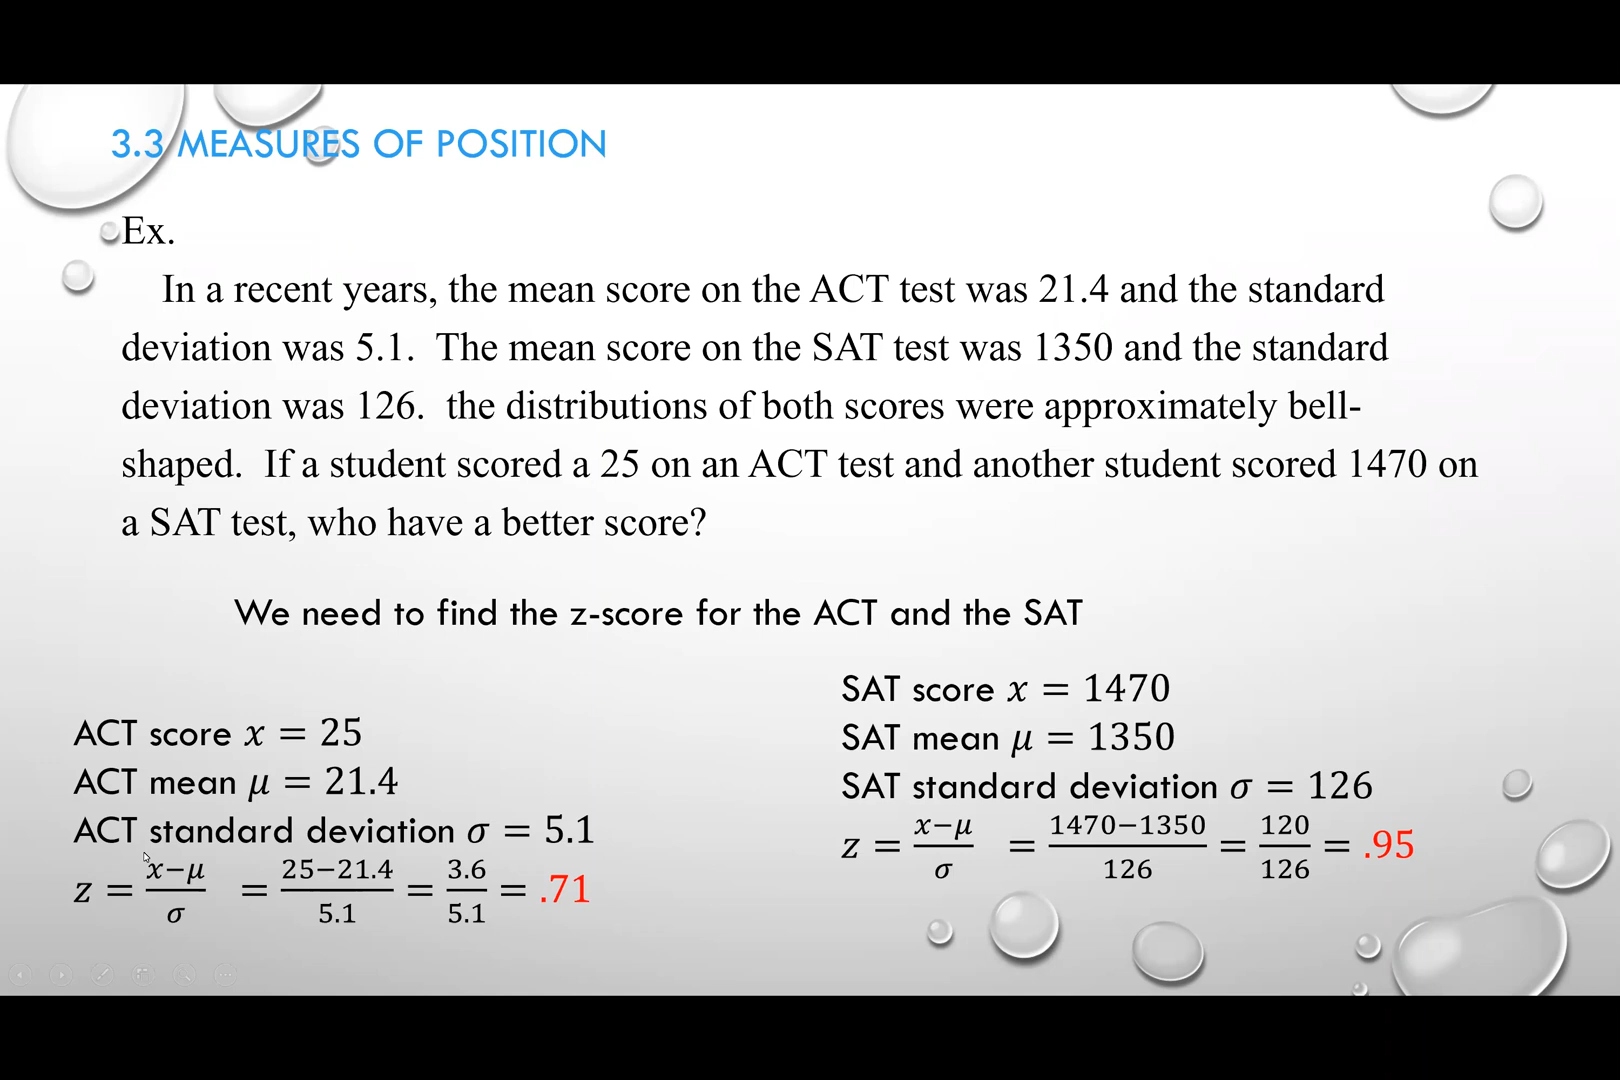 3.3 MEASURES OF POSITION
Ex.
In a recent years, the mean score on the ACT test was 21.4 and the standard
deviation was 5.1. The mean score on the SAT test was 1350 and the standard
deviation was 126. the distributions of both scores were approximately bell-
shaped. If a student scored a 25 on an ACT test and another student scored 1470 on
a SAT test, who have a better score?
We need to find the z-score for the ACT and the SAT
ACT score x = 25
ACT mean μ = 21.4
ACT standard deviation σ = 5.1
z = (x−μ)/σ = (25−21.4)/5.1 = 3.6/5.1 = .71
SAT score x = 1470
SAT mean μ = 1350
SAT standard deviation σ = 126
z = (x−μ)/σ = (1470−1350)/126 = 120/126 = .95